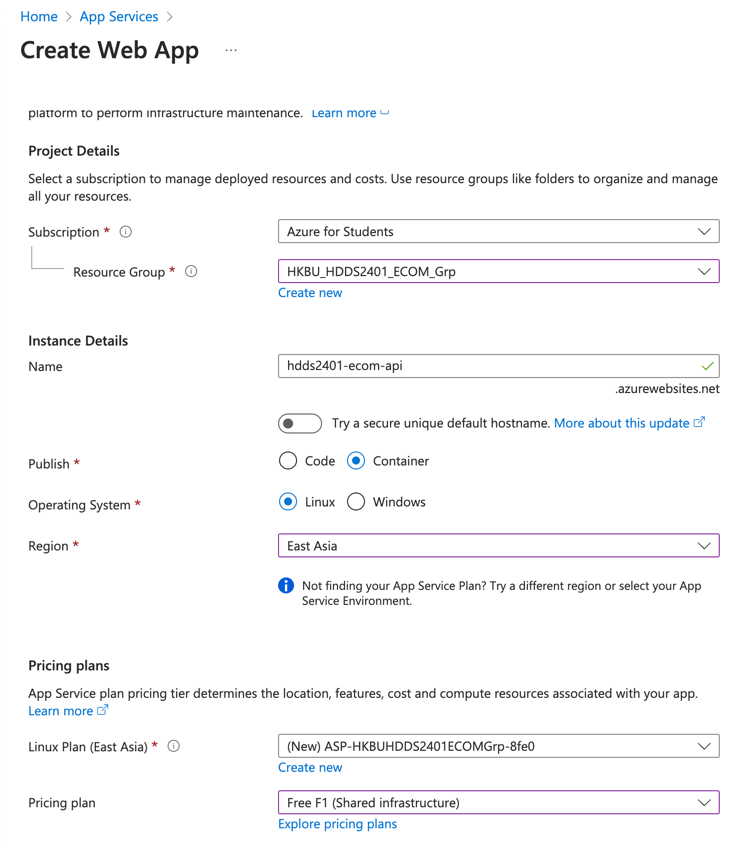 Home > App Services >
Create Web App ...
platform to perform infrastructure maintenance. Learn more
Project Details
Select a subscription to manage deployed resources and costs. Use resource groups like folders to organize and manage
all your resources.
Subscription *
Azure for Students
Resource Group *
HKBU_HDDS2401_ECOM_Grp
Create new
Instance Details
Name
hdds2401-ecom-api
.azurewebsites.net
Try a secure unique default hostname. More about this update
Publish *
Code Container
Operating System *
Linux Windows
Region *
East Asia
Not finding your App Service Plan? Try a different region or select your App
Service Environment.
Pricing plans
App Service plan pricing tier determines the location, features, cost and compute resources associated with your app.
Learn more
Linux Plan (East Asia) *
(New) ASP-HKBUHDDS2401ECOMGrp-8fe0
Create new
Pricing plan
Free F1 (Shared infrastructure)
Explore pricing plans